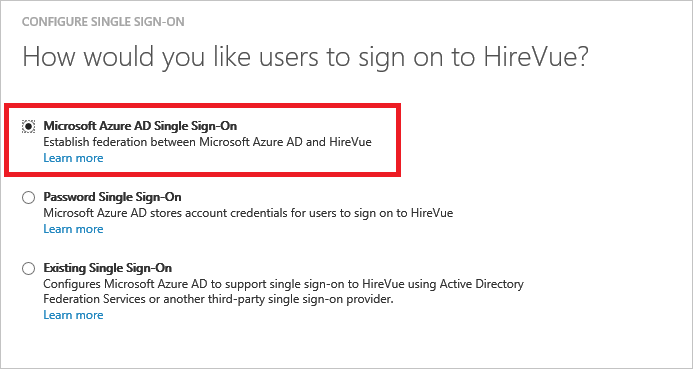 CONFIGURE SINGLE SIGN-ON
How would you like users to sign on to HireVue?
Microsoft Azure AD Single Sign-On
Establish federation between Microsoft Azure AD and HireVue
Learn more
Password Single Sign-On
Microsoft Azure AD stores account credentials for users to sign on to HireVue
Learn more
Existing Single Sign-On
Configures Microsoft Azure AD to support single sign-on to HireVue using Active Directory
Federation Services or another third-party single sign-on provider.
Learn more